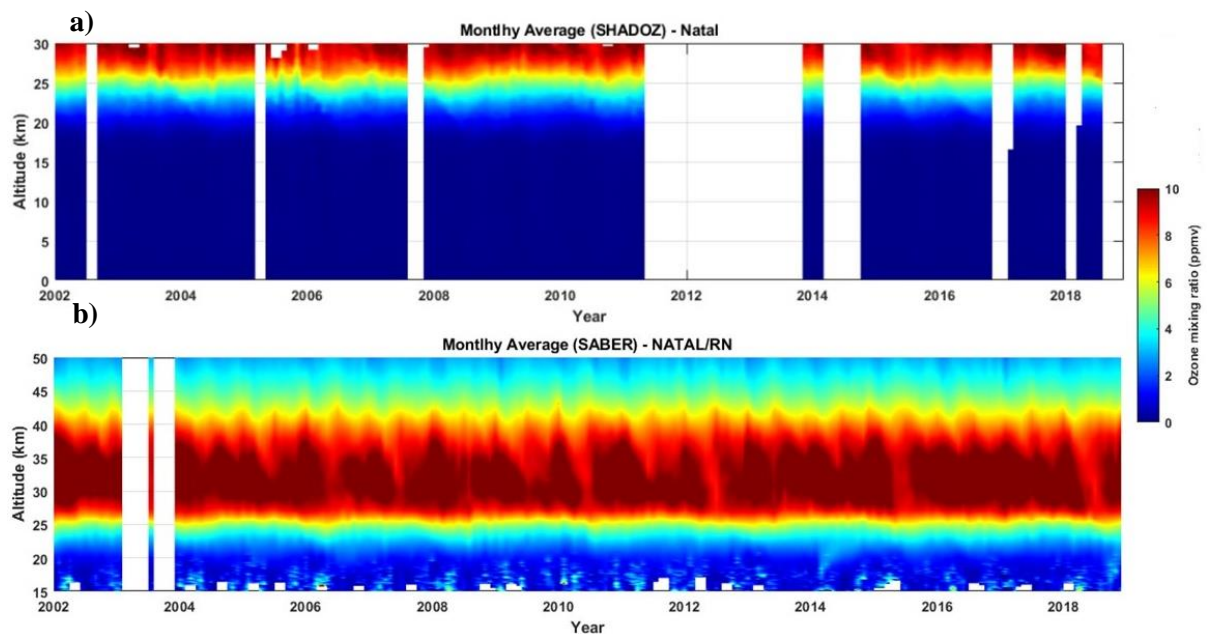 a)
Montlhy Average (SHADOZ) - Natal
30
25
20
15
10
5
0
Altitude (km)
2002 2004 2006 2008 2010 2012 2014 2016 2018
Year
b)
Montlhy Average (SABER) - NATAL/RN
50
45
40
35
30
25
20
15
Altitude (km)
2002 2004 2006 2008 2010 2012 2014 2016 2018
Year
10
8
6
4
2
0
Ozone mixing ratio (ppmv)